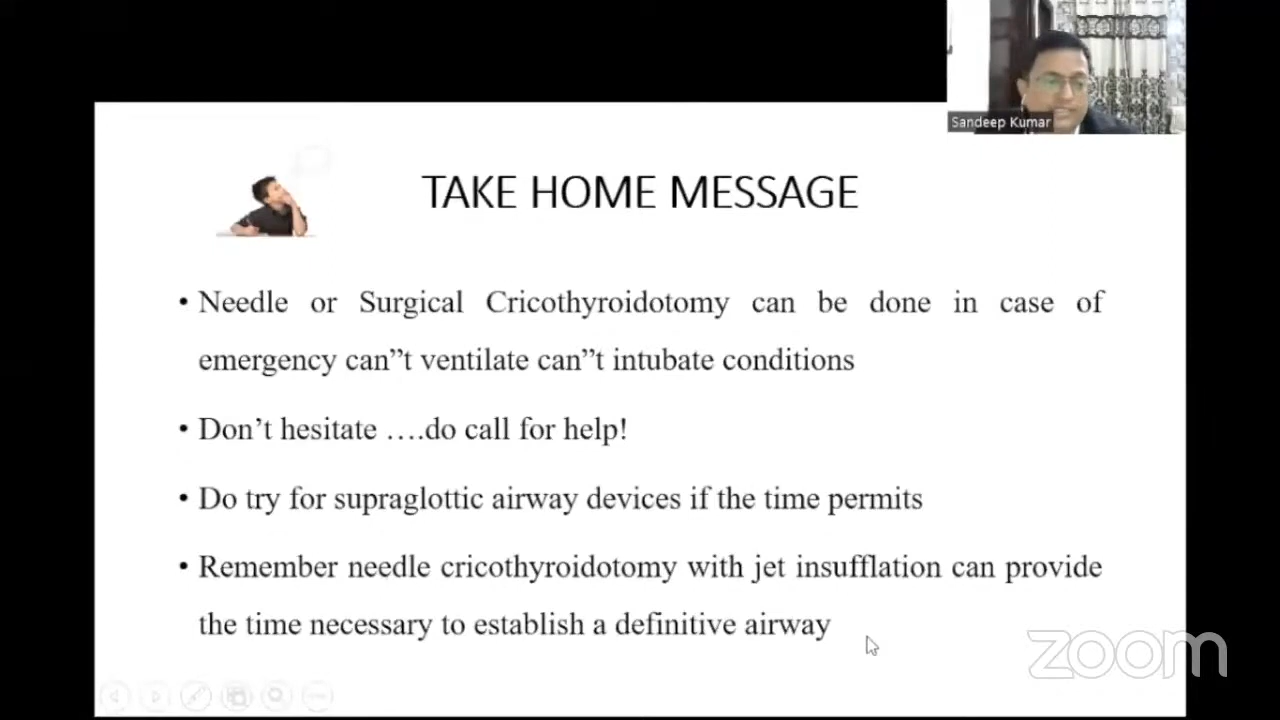 Sandeep Kumar
TAKE HOME MESSAGE
• Needle or Surgical Cricothyroidotomy can be done in case of
emergency can”t ventilate can”t intubate conditions
• Don’t hesitate ….do call for help!
• Do try for supraglottic airway devices if the time permits
• Remember needle cricothyroidotomy with jet insufflation can provide
the time necessary to establish a definitive airway
zoom